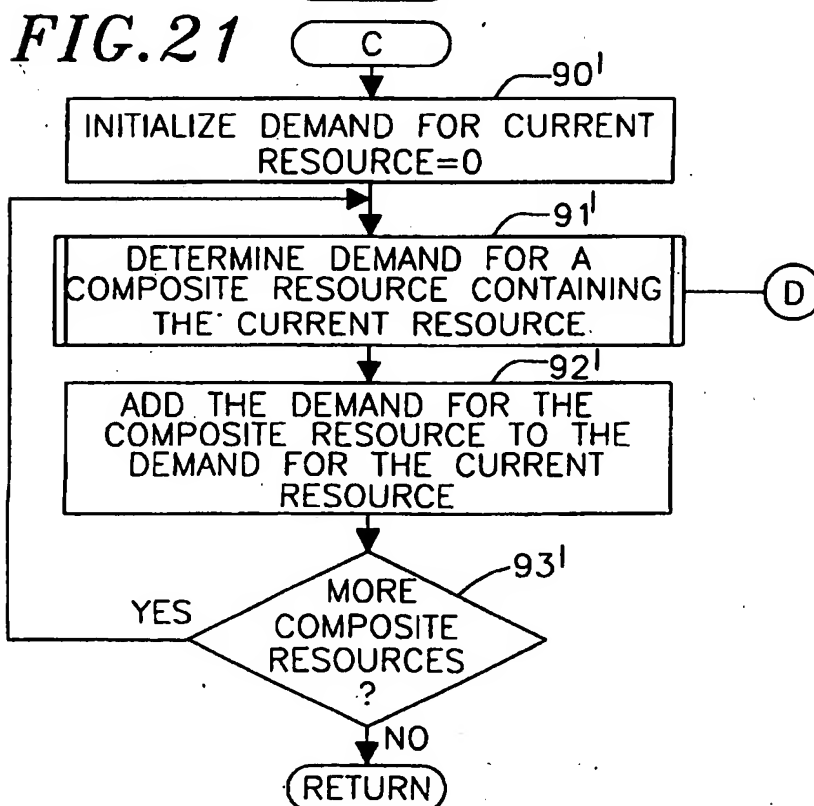 FIG.21
C
90'
INITIALIZE DEMAND FOR CURRENT
RESOURCE=0
91'
DETERMINE DEMAND FOR A
COMPOSITE RESOURCE CONTAINING
THE CURRENT RESOURCE
D
92'
ADD THE DEMAND FOR THE
COMPOSITE RESOURCE TO THE
DEMAND FOR THE CURRENT
RESOURCE
93'
YES
MORE
COMPOSITE
RESOURCES
?
NO
RETURN